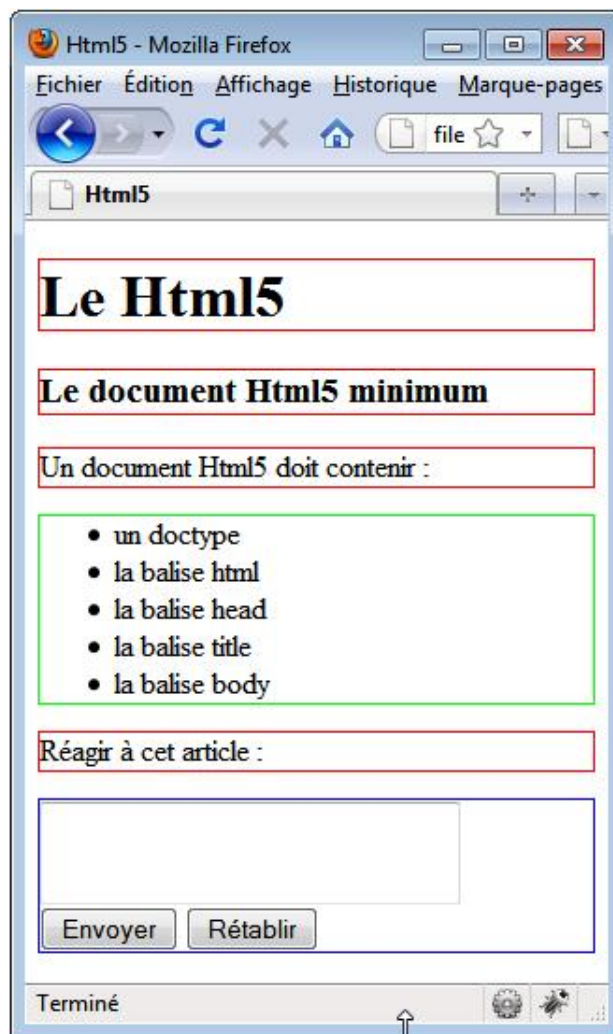 Html5 - Mozilla Firefox
Fichier Édition Affichage Historique Marque-pages
file
Html5
Le Html5
Le document Html5 minimum
Un document Html5 doit contenir :
• un doctype
• la balise html
• la balise head
• la balise title
• la balise body
Réagir à cet article :
Envoyer Rétablir
Terminé